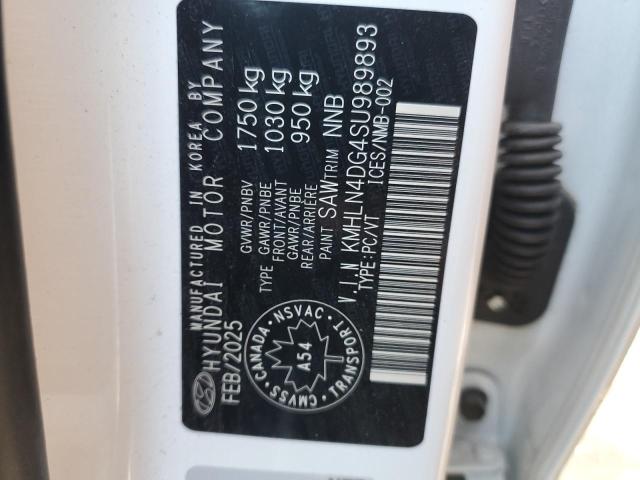 MANUFACTURED IN KOREA BY
HYUNDAI MOTOR COMPANY
FEB/2025
GVWR/PNBV 1750 kg
TYPE GAWR/PNBE FRONT/AVANT 1030 kg
GAWR/PNBE REAR/ARRIERE 950 kg
PAINT SAW TRIM NNB
V.I.N KMHLN4DG4SU989893
TYPE:PC/VT ICES/NMB-002
CANADA NSVAC TRANSPORT CMVSS
A54